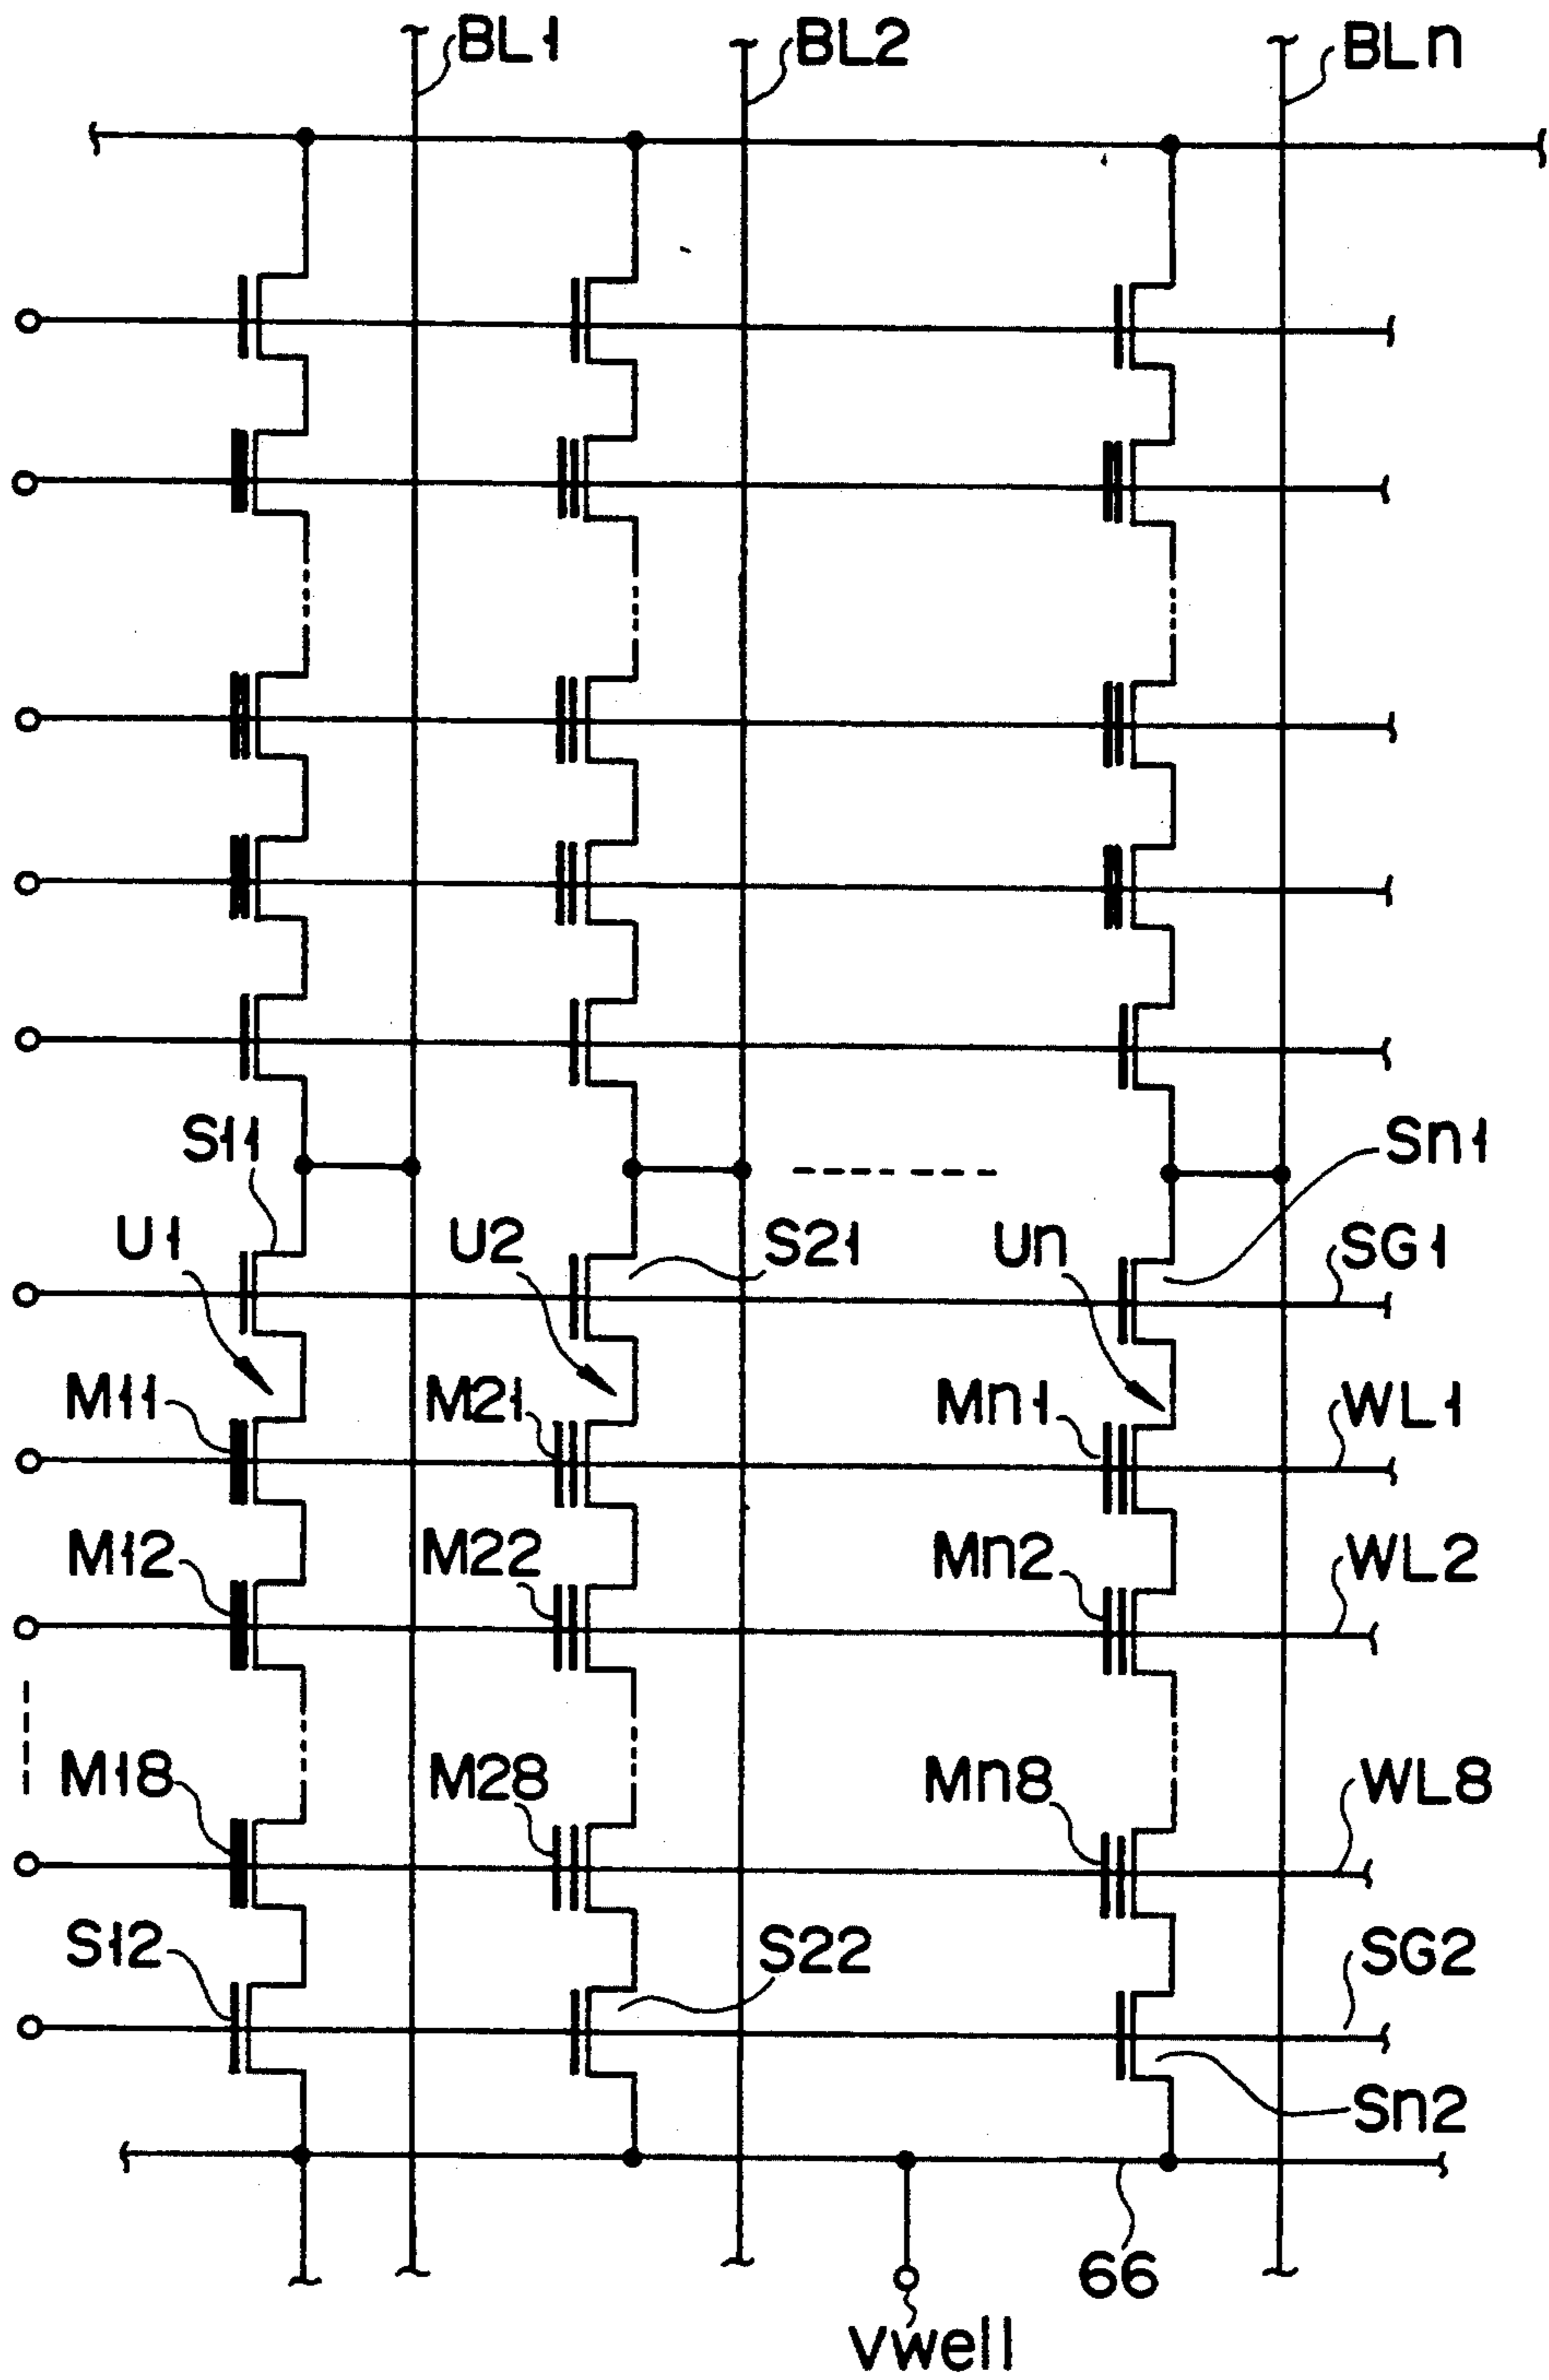 BL1 BL2 BLn
S11 Sn1
U1 U2 S21 Un SG1
M11 M21 Mn1 WL1
M12 M22 Mn2 WL2
M18 M28 Mn8 WL8
S12 S22 SG2
Sn2
66
Vwell